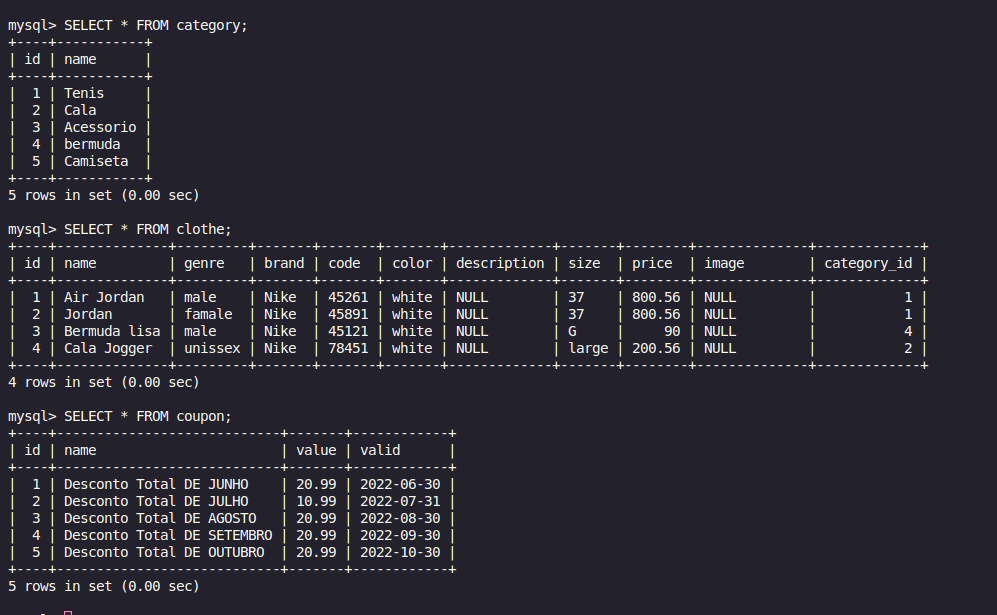 mysql> SELECT * FROM category;
+----+-----------+
| id | name      |
+----+-----------+
|  1 | Tenis     |
|  2 | Cala      |
|  3 | Acessorio |
|  4 | bermuda   |
|  5 | Camiseta  |
+----+-----------+
5 rows in set (0.00 sec)

mysql> SELECT * FROM clothe;
+----+--------------+---------+-------+-------+-------+-------------+-------+--------+--------------+-------------+
| id | name         | genre   | brand | code  | color | description | size  | price  | image        | category_id |
+----+--------------+---------+-------+-------+-------+-------------+-------+--------+--------------+-------------+
|  1 | Air Jordan   | male    | Nike  | 45261 | white | NULL        | 37    | 800.56 | NULL         |           1 |
|  2 | Jordan       | famale  | Nike  | 45891 | white | NULL        | 37    | 800.56 | NULL         |           1 |
|  3 | Bermuda lisa | male    | Nike  | 45121 | white | NULL        | G     |     90 | NULL         |           4 |
|  4 | Cala Jogger  | unissex | Nike  | 78451 | white | NULL        | large | 200.56 | NULL         |           2 |
+----+--------------+---------+-------+-------+-------+-------------+-------+--------+--------------+-------------+
4 rows in set (0.00 sec)

mysql> SELECT * FROM coupon;
+----+----------------------------+-------+------------+
| id | name                       | value | valid      |
+----+----------------------------+-------+------------+
|  1 | Desconto Total DE JUNHO    | 20.99 | 2022-06-30 |
|  2 | Desconto Total DE JULHO    | 10.99 | 2022-07-31 |
|  3 | Desconto Total DE AGOSTO   | 20.99 | 2022-08-30 |
|  4 | Desconto Total DE SETEMBRO | 20.99 | 2022-09-30 |
|  5 | Desconto Total DE OUTUBRO  | 20.99 | 2022-10-30 |
+----+----------------------------+-------+------------+
5 rows in set (0.00 sec)